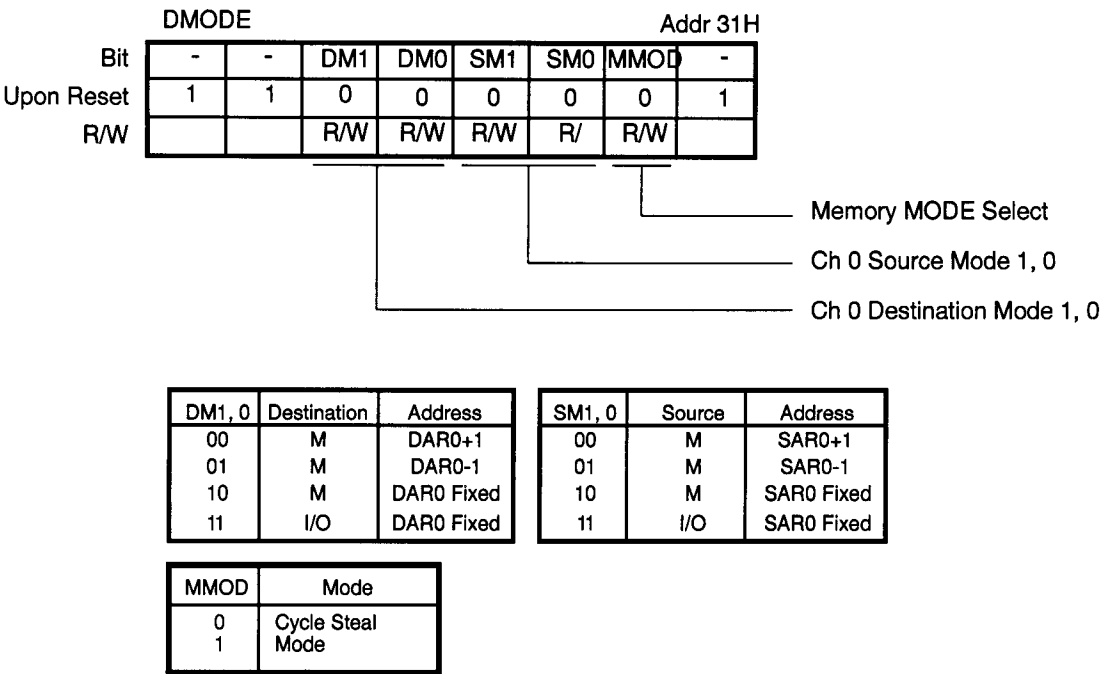 DMODE Addr 31H
Bit - - DM1 DM0 SM1 SM0 MMOD -
Upon Reset 1 1 0 0 0 0 0 1
R/W R/W R/W R/W R/ R/W
Memory MODE Select
Ch 0 Source Mode 1, 0
Ch 0 Destination Mode 1, 0
DM1, 0 Destination Address
00 M DAR0+1
01 M DAR0-1
10 M DAR0 Fixed
11 I/O DAR0 Fixed
SM1, 0 Source Address
00 M SAR0+1
01 M SAR0-1
10 M SAR0 Fixed
11 I/O SAR0 Fixed
MMOD Mode
0 Cycle Steal
1 Mode